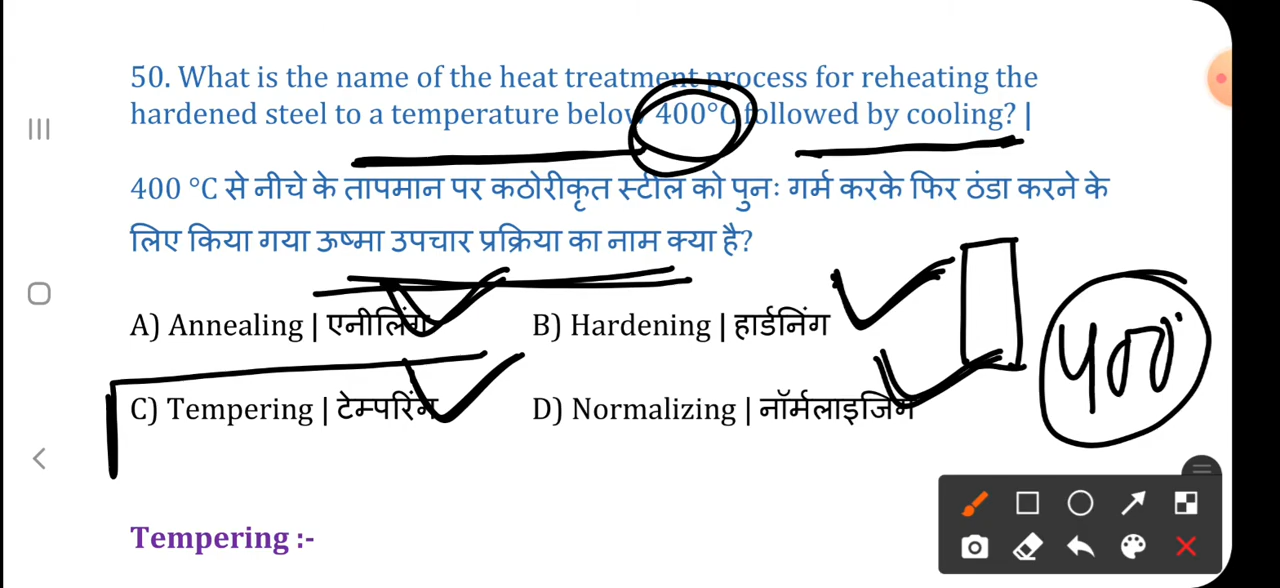 50. What is the name of the heat treatment process for reheating the
hardened steel to a temperature below 400°C followed by cooling? |
400 °C से नीचे के तापमान पर कठोरीकृत स्टील को पुनः गर्म करके फिर ठंडा करने के
लिए किया गया ऊष्मा उपचार प्रक्रिया का नाम क्या है?
A) Annealing | एनीलिंग B) Hardening | हार्डनिंग
400°
C) Tempering | टेम्परिंग D) Normalizing | नॉर्मलाइजिंग
Tempering :-